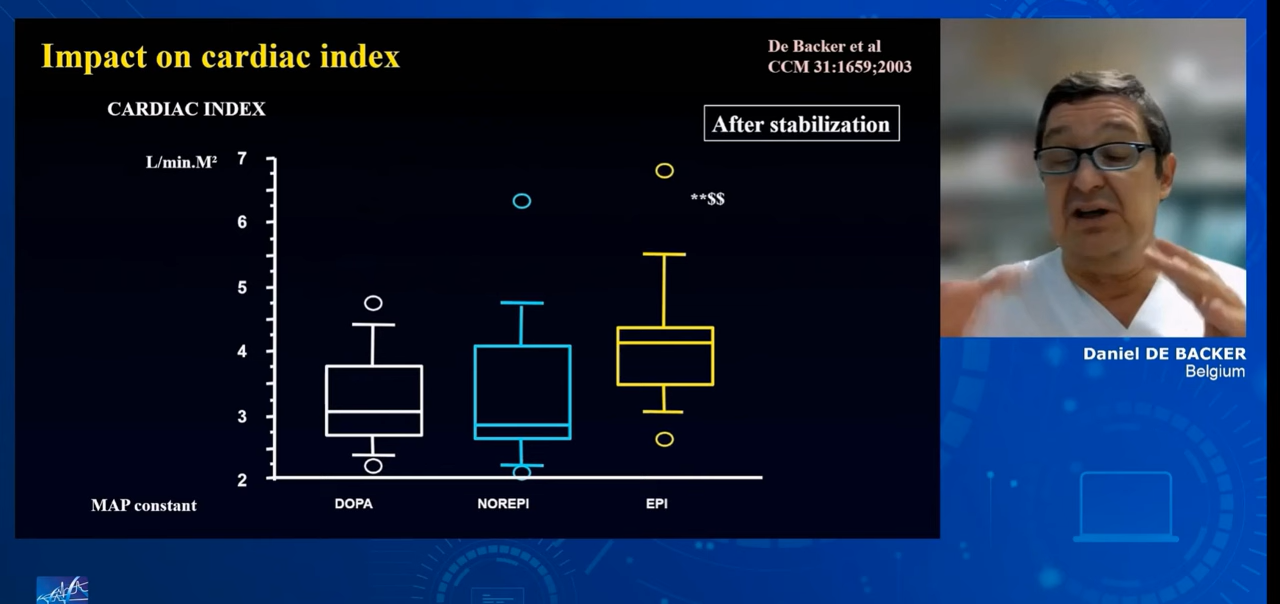 Impact on cardiac index
De Backer et al
CCM 31:1659;2003
CARDIAC INDEX
After stabilization
L/min.M²
7
**$$
6
5
4
3
2
MAP constant
DOPA
NOREPI
EPI
Daniel DE BACKER
Belgium